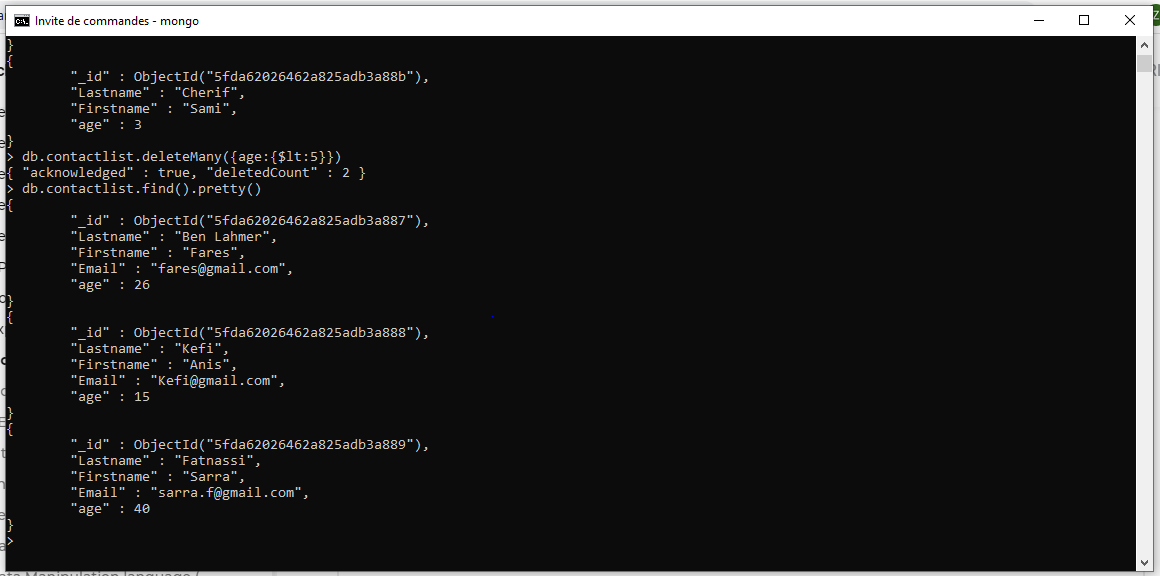 Invite de commandes - mongo
}
{
"_id" : ObjectId("5fda62026462a825adb3a88b"),
"Lastname" : "Cherif",
"Firstname" : "Sami",
"age" : 3
}
> db.contactlist.deleteMany({age:{$lt:5}})
{ "acknowledged" : true, "deletedCount" : 2 }
> db.contactlist.find().pretty()
{
"_id" : ObjectId("5fda62026462a825adb3a887"),
"Lastname" : "Ben Lahmer",
"Firstname" : "Fares",
"Email" : "fares@gmail.com",
"age" : 26
}
{
"_id" : ObjectId("5fda62026462a825adb3a888"),
"Lastname" : "Kefi",
"Firstname" : "Anis",
"Email" : "Kefi@gmail.com",
"age" : 15
}
{
"_id" : ObjectId("5fda62026462a825adb3a889"),
"Lastname" : "Fatnassi",
"Firstname" : "Sarra",
"Email" : "sarra.f@gmail.com",
"age" : 40
}
>